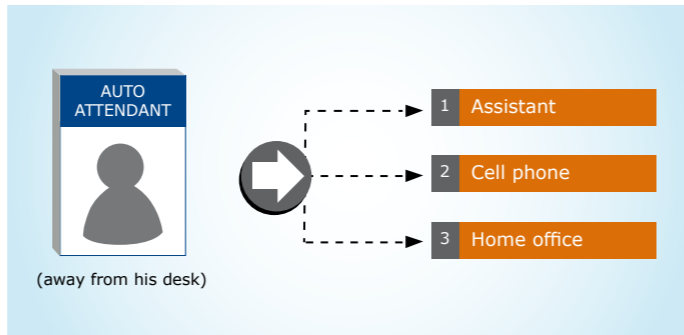 AUTO
ATTENDANT
(away from his desk)
1 Assistant
2 Cell phone
3 Home office